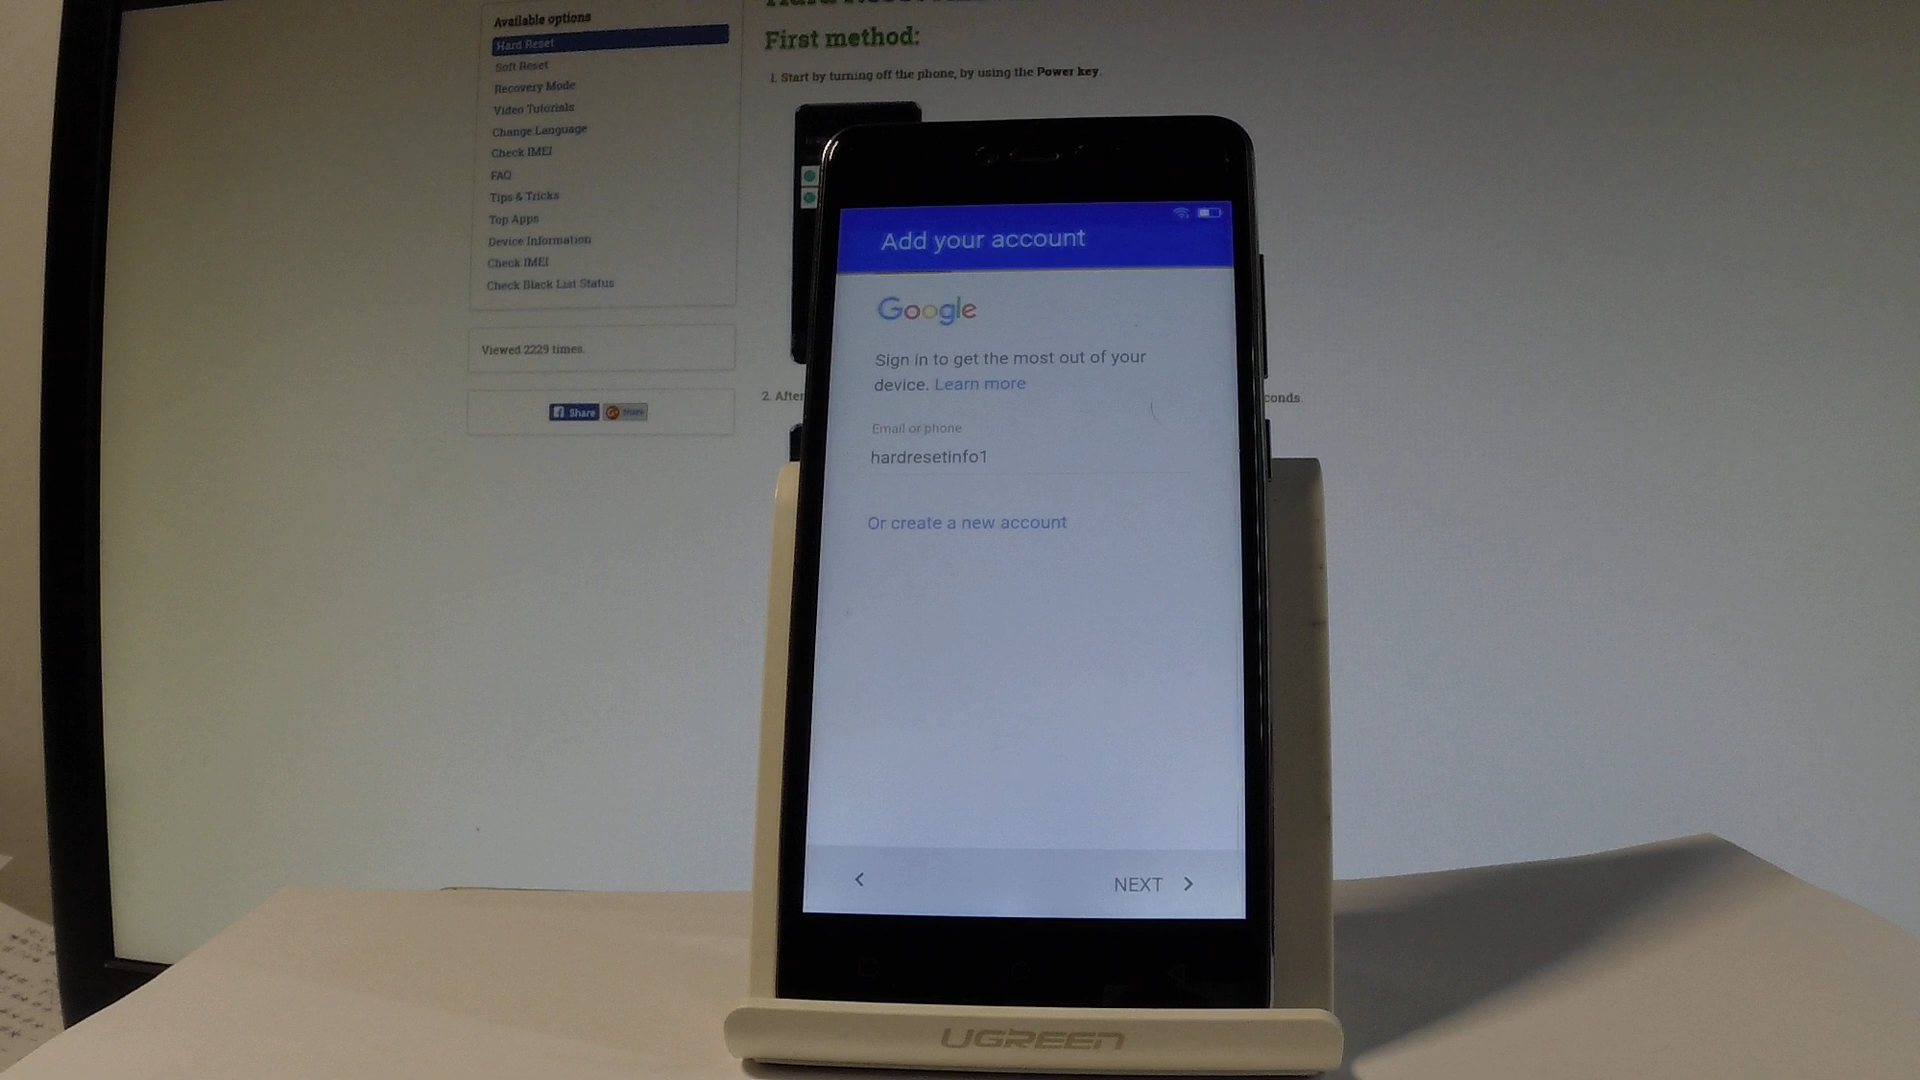 Available options
Hard Reset
Soft Reset
Recovery Mode
Video Tutorials
Change Language
Check IMEI
FAQ
Tips & Tricks
Top Apps
Device Information
Check IMEI
Check Black List Status
Viewed 2229 times.
Share
Share
First method:
1. Start by turning off the phone, by using the Power key.
2. After
conds.
Add your account
Google
Sign in to get the most out of your
device. Learn more
Email or phone
hardresetinfo1
Or create a new account
NEXT
UGREEN